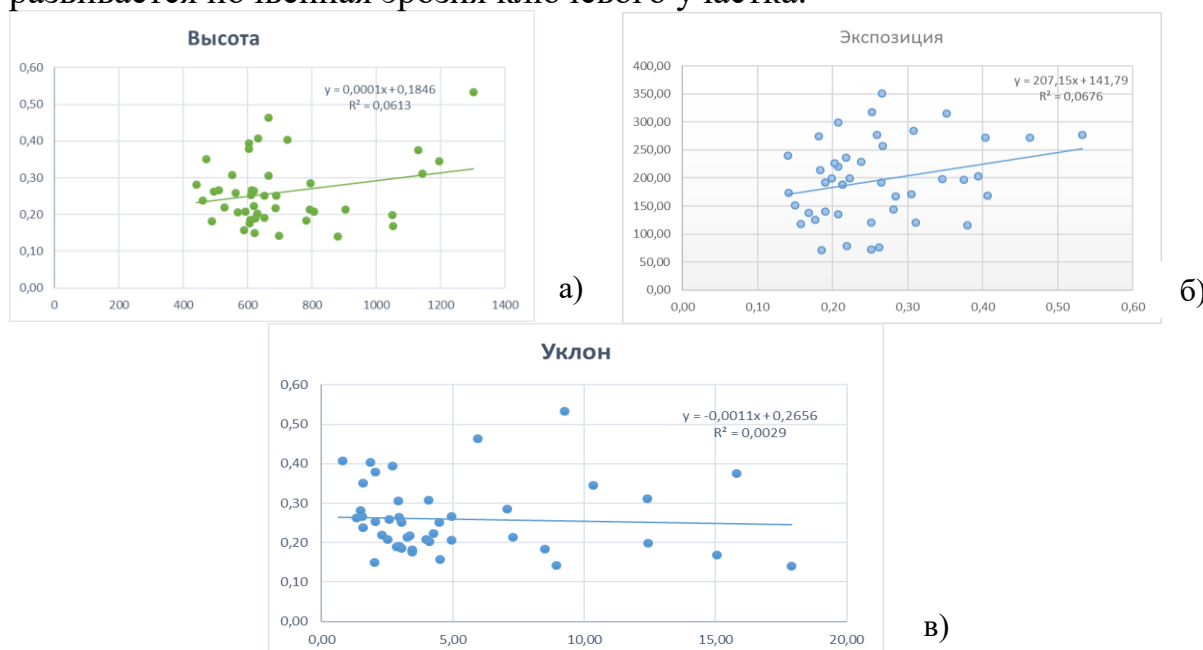 развивается почвенная эрозия ключевого участка.
Высота
y = 0,0001x + 0,1846
R² = 0,0613
0,60
0,50
0,40
0,30
0,20
0,10
0,00
0 200 400 600 800 1000 1200 1400
а)
Экспозиция
y = 207,15x + 141,79
R² = 0,0676
400,00
350,00
300,00
250,00
200,00
150,00
100,00
50,00
0,00
0,00 0,10 0,20 0,30 0,40 0,50 0,60
б)
Уклон
y = -0,0011x + 0,2656
R² = 0,0029
0,60
0,50
0,40
0,30
0,20
0,10
0,00
0,00 5,00 10,00 15,00 20,00
в)